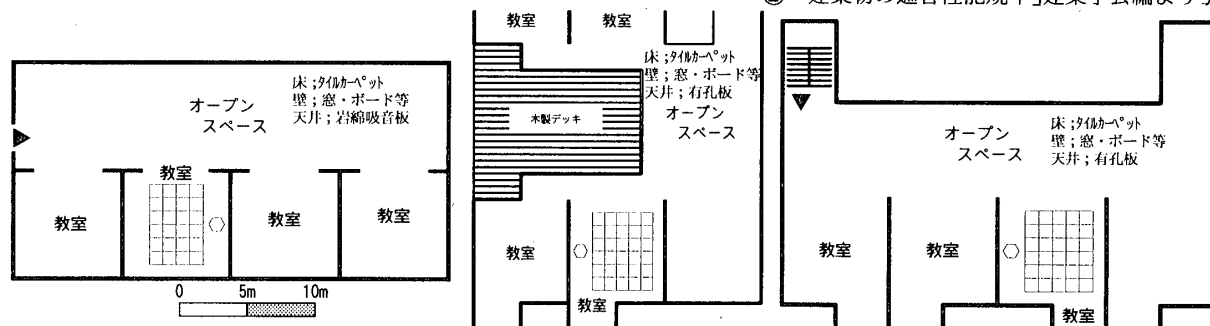 建築物の遮音性能規準」建築学会編より
床;タイルカーペット
壁;窓・ボード等
天井;岩綿吸音板
オープン
スペース
教室
教室
教室
教室
0 5m 10m
教室
教室
床;タイルカーペット
壁;窓・ボード等
天井;有孔板
オープン
スペース
木製デッキ
教室
教室
オープン
スペース
床;タイルカーペット
壁;窓・ボード等
天井;有孔板
教室
教室
教室